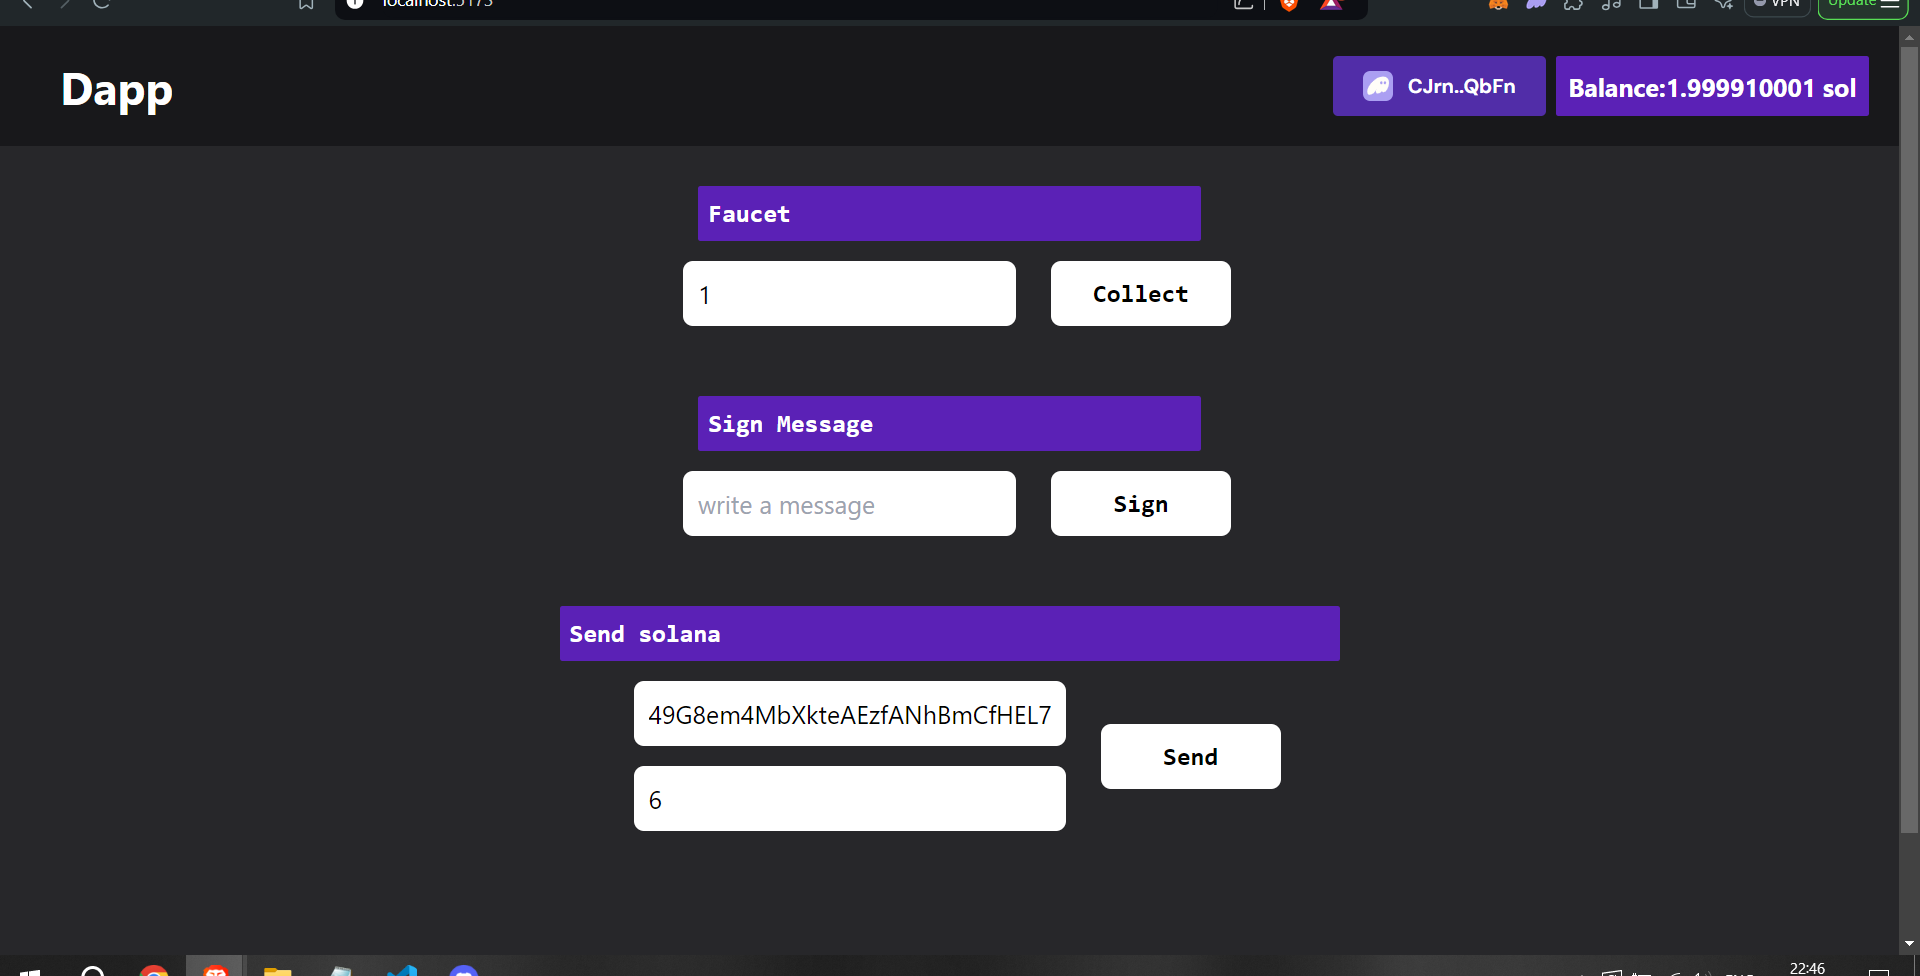 localhost:5173
VPN
Update
Dapp
CJrn..QbFn
Balance:1.999910001 sol
Faucet
1
Collect
Sign Message
write a message
Sign
Send solana
49G8em4MbXkteAEzfANhBmCfHEL7
Send
6
22:46